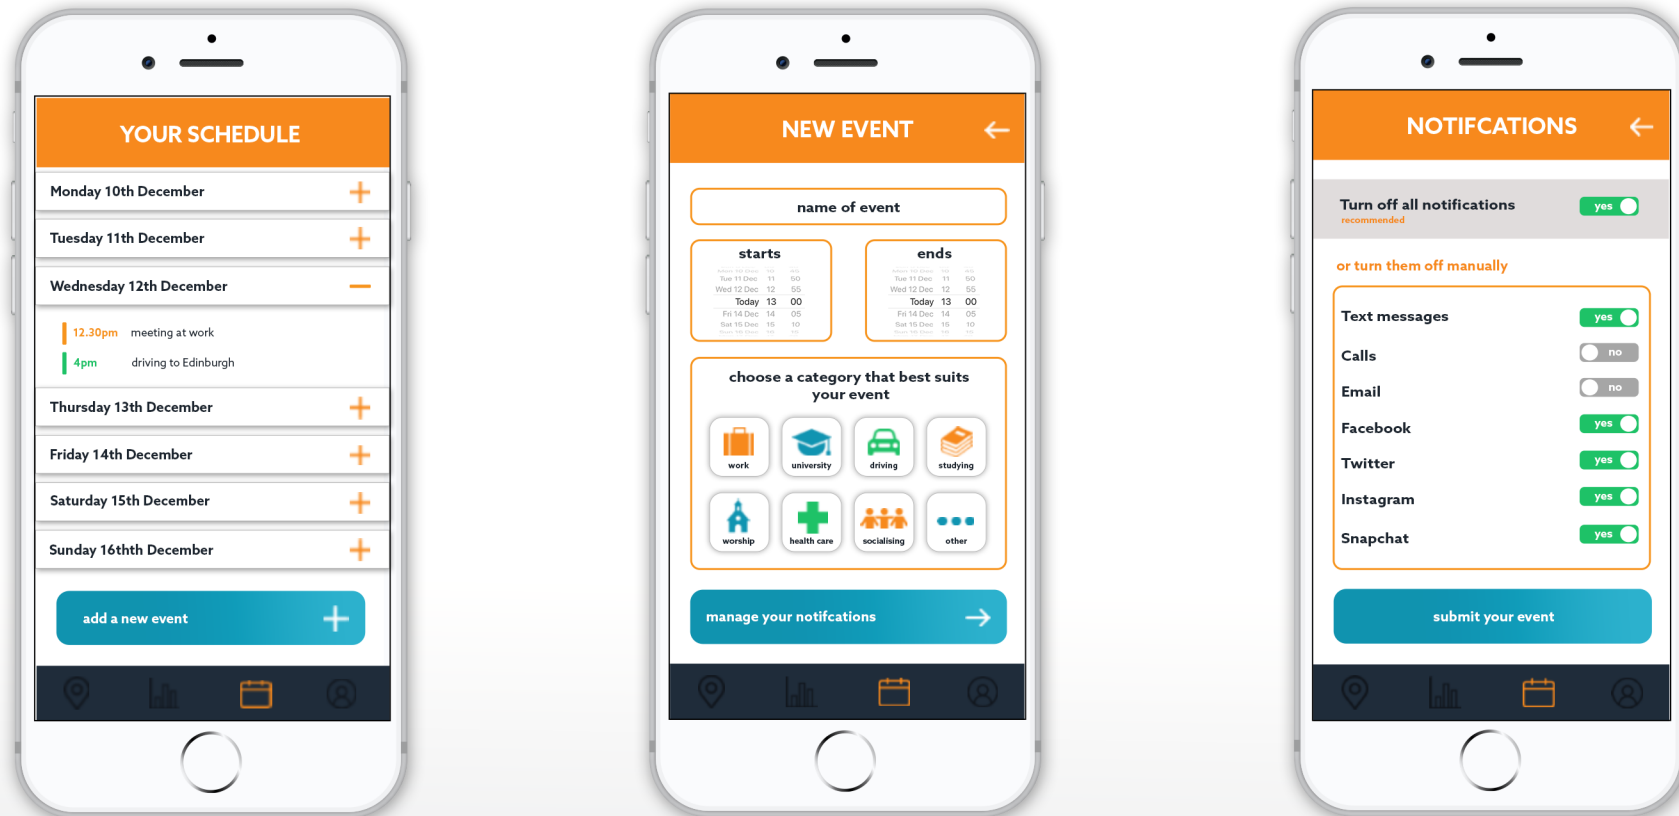 YOUR SCHEDULE
Monday 10th December
Tuesday 11th December
Wednesday 12th December
12.30pm meeting at work
4pm driving to Edinburgh
Thursday 13th December
Friday 14th December
Saturday 15th December
Sunday 16thth December
add a new event
NEW EVENT
name of event
starts
Tue 11 Dec 11 50
Wed 12 Dec 12 55
Today 13 00
Fri 14 Dec 14 05
Sat 15 Dec 15 10
ends
Tue 11 Dec 11 50
Wed 12 Dec 12 55
Today 13 00
Fri 14 Dec 14 05
Sat 15 Dec 15 10
choose a category that best suits
your event
work
university
driving
studying
worship
health care
socialising
other
manage your notifcations
NOTIFCATIONS
Turn off all notifications yes
recommended
or turn them off manually
Text messages yes
Calls no
Email no
Facebook yes
Twitter yes
Instagram yes
Snapchat yes
submit your event